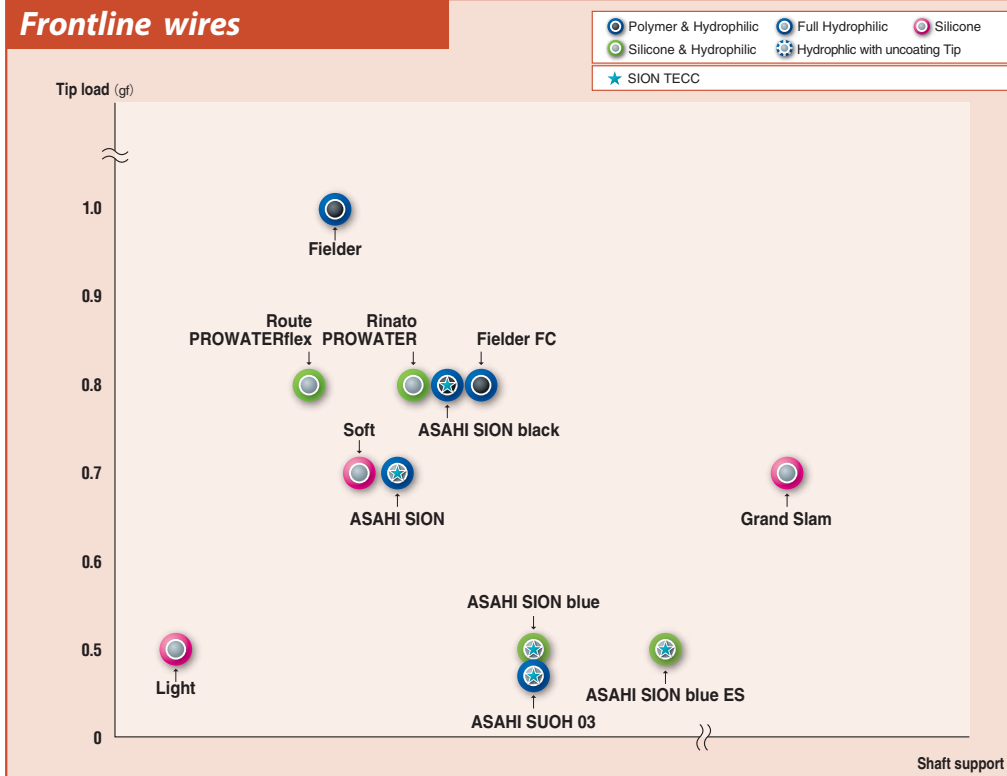 Frontline wires
Polymer & Hydrophilic
Full Hydrophilic
Silicone
Silicone & Hydrophilic
Hydrophlic with uncoating Tip
SION TECC
Tip load (gf)
1.0
Fielder
0.9
Route
PROWATERflex
Rinato
PROWATER
Fielder FC
0.8
Soft
ASAHI SION black
0.7
ASAHI SION
Grand Slam
0.6
ASAHI SION blue
0.5
Light
ASAHI SION blue ES
ASAHI SUOH 03
0
Shaft support